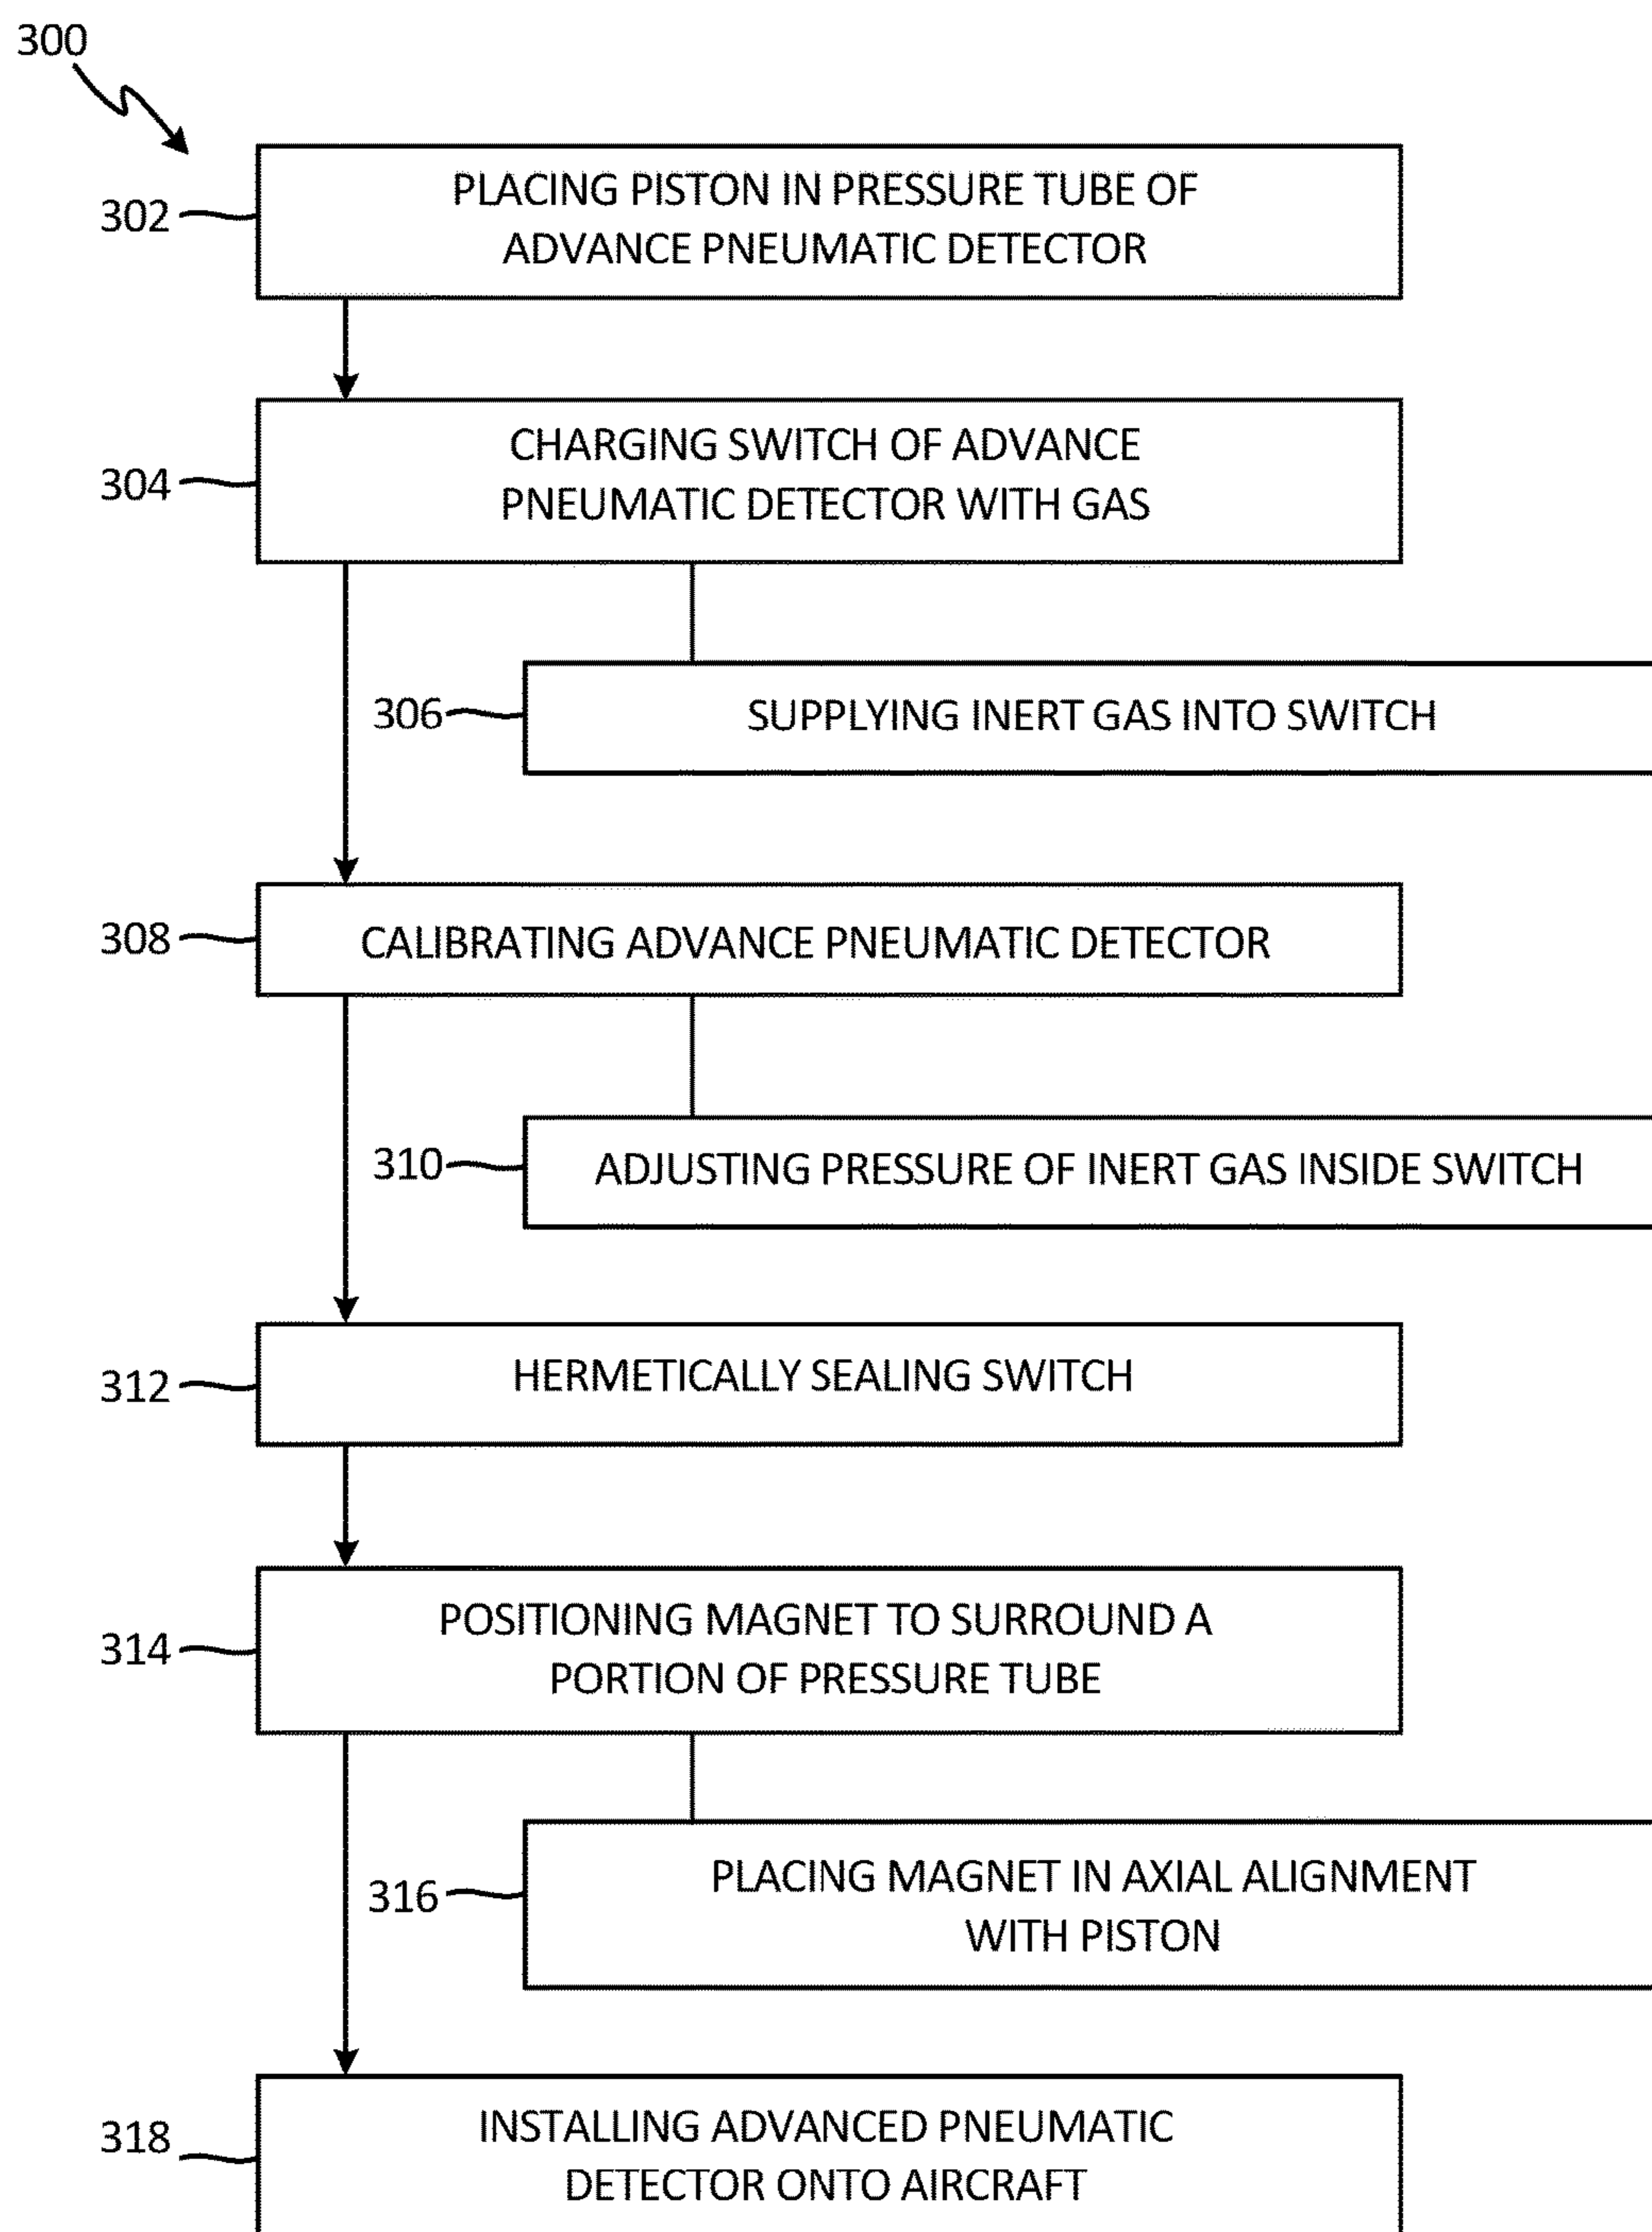 300
302
PLACING PISTON IN PRESSURE TUBE OF
ADVANCE PNEUMATIC DETECTOR
304
CHARGING SWITCH OF ADVANCE
PNEUMATIC DETECTOR WITH GAS
306
SUPPLYING INERT GAS INTO SWITCH
308
CALIBRATING ADVANCE PNEUMATIC DETECTOR
310
ADJUSTING PRESSURE OF INERT GAS INSIDE SWITCH
312
HERMETICALLY SEALING SWITCH
314
POSITIONING MAGNET TO SURROUND A
PORTION OF PRESSURE TUBE
316
PLACING MAGNET IN AXIAL ALIGNMENT
WITH PISTON
318
INSTALLING ADVANCED PNEUMATIC
DETECTOR ONTO AIRCRAFT